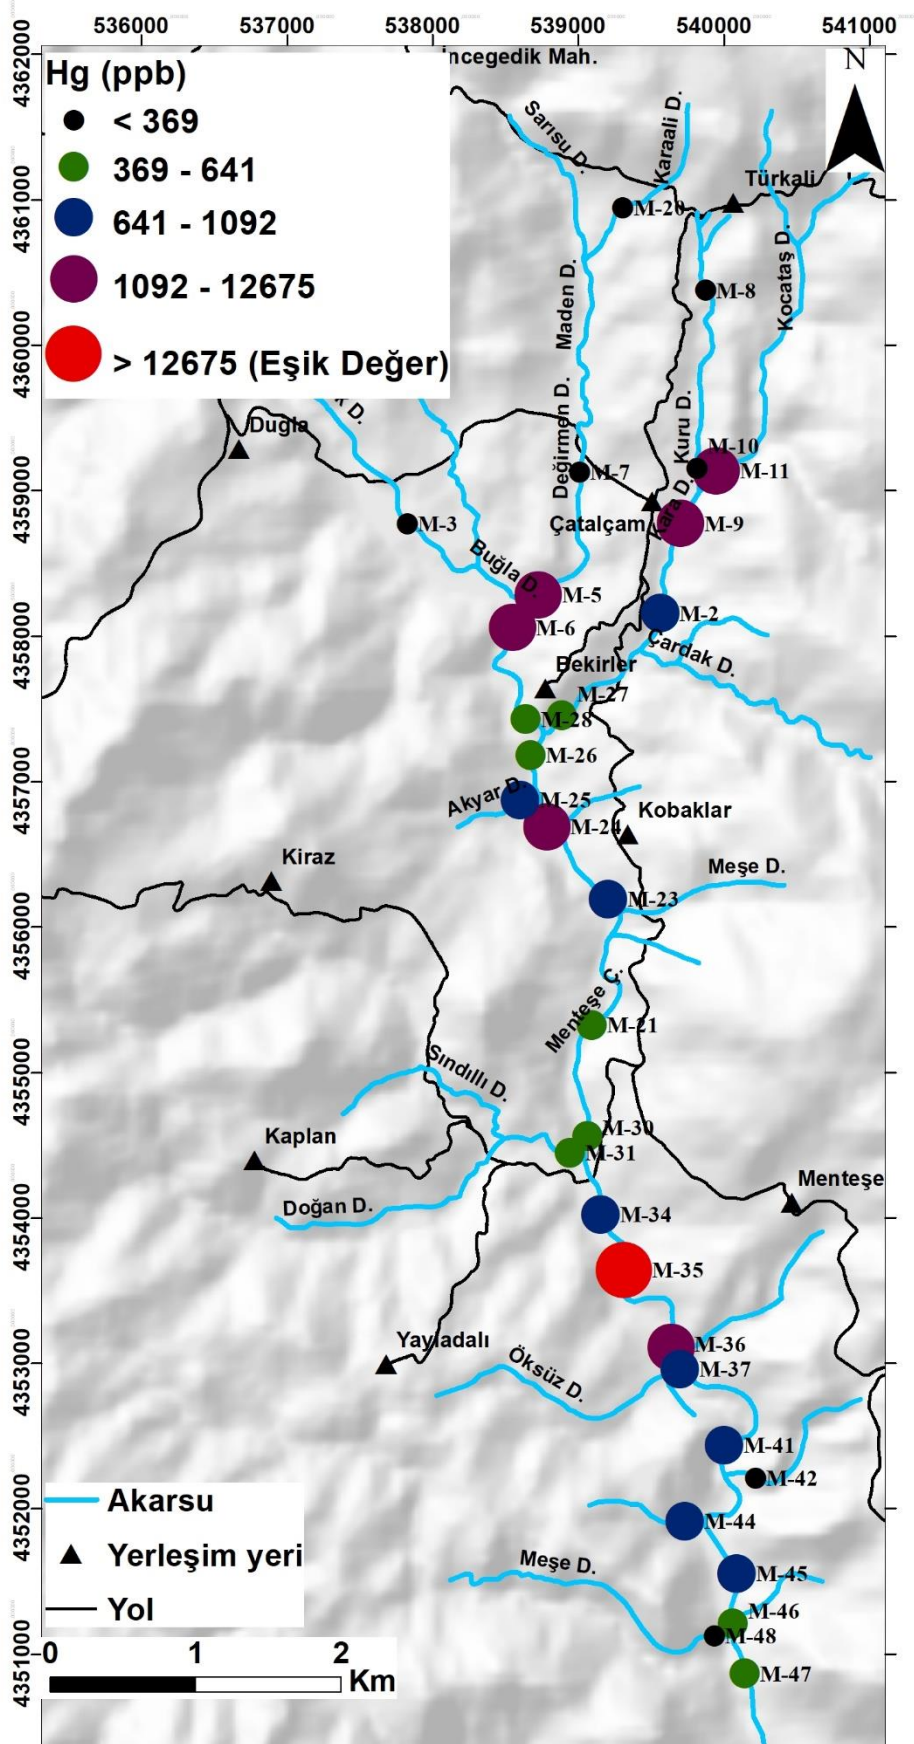 536000 537000 538000 539000 540000 541000
4362000
4361000
4360000
4359000
4358000
4357000
4356000
4355000
4354000
4353000
4352000
4351000
Hg (ppb)
< 369
369 - 641
641 - 1092
1092 - 12675
> 12675 (Eşik Değer)
ncegedik Mah.
N
Sarısu D.
Karaali D.
Türkali
M-20
Kocataş D.
Maden D.
M-8
D.
Dugla
Değirmen D.
Kuru D.
M-10
M-7
M-11
M-3
Çatalçam
Kara D.
M-9
Buğla D.
M-5
M-6
M-2
Çardak D.
Bekirler
M-27
M-28
M-26
Akyar D.
M-25
M-24
Kobaklar
Kiraz
Meşe D.
M-23
Menteşe Ç.
M-21
Sındıllı D.
M-30
M-31
Kaplan
Menteşe
Doğan D.
M-34
M-35
Yayladalı
M-36
M-37
Öksüz D.
M-41
M-42
M-44
Meşe D.
M-45
M-46
M-48
M-47
Akarsu
Yerleşim yeri
Yol
0 1 2
Km